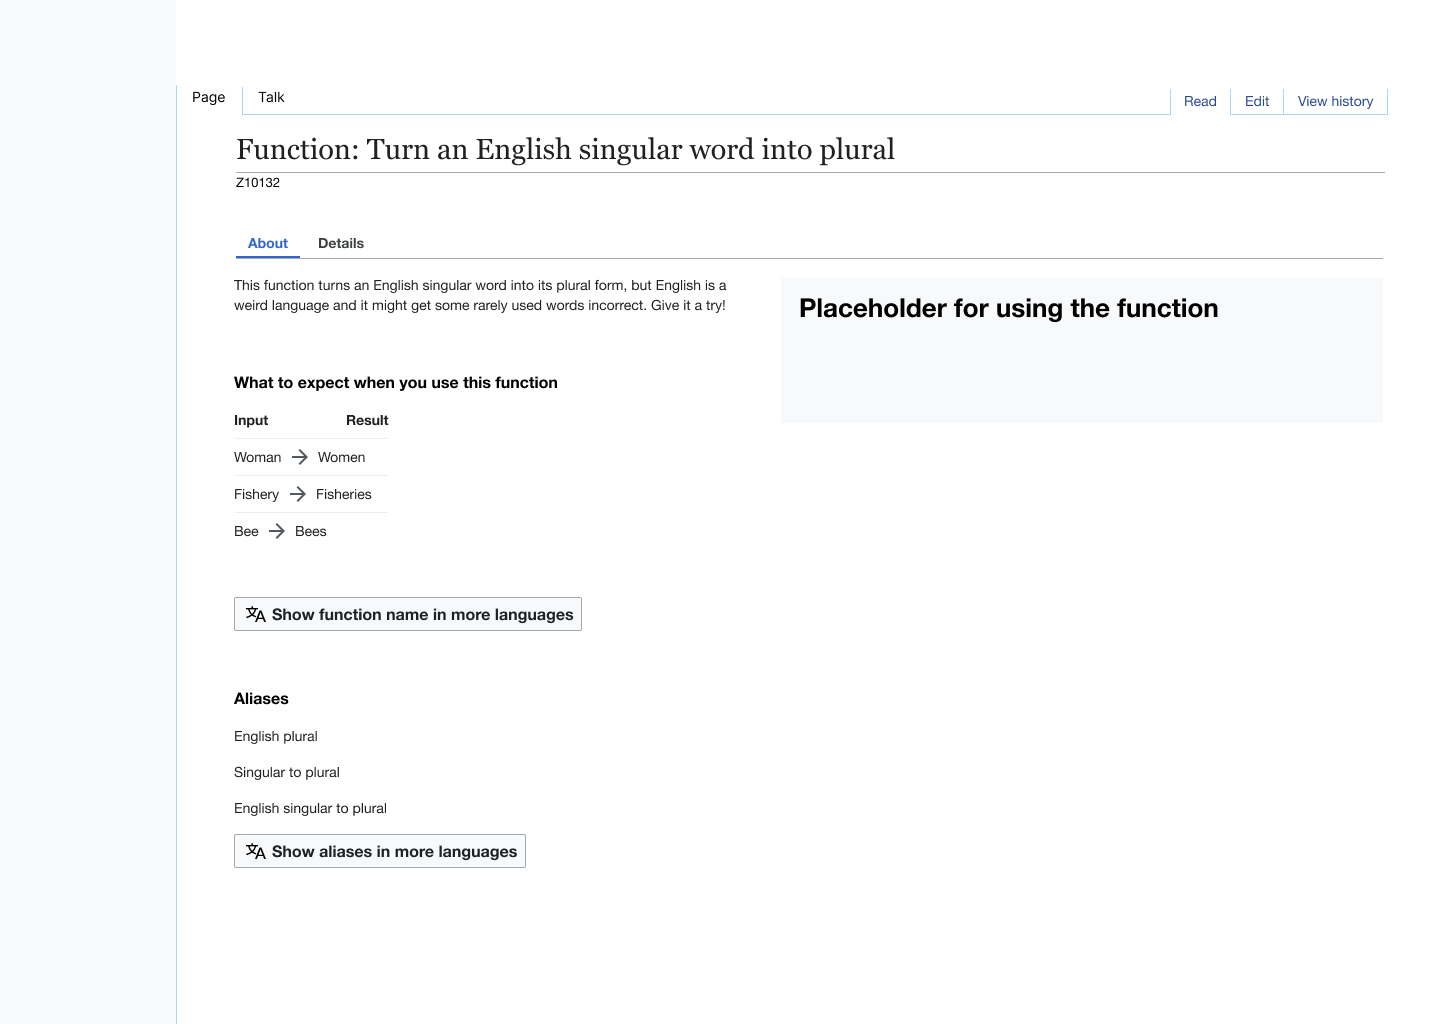 Page
Talk
Read
Edit
View history
Function: Turn an English singular word into plural
Z10132
About
Details
This function turns an English singular word into its plural form, but English is a
weird language and it might get some rarely used words incorrect. Give it a try!
Placeholder for using the function
What to expect when you use this function
Input Result
Woman → Women
Fishery → Fisheries
Bee → Bees
Show function name in more languages
Aliases
English plural
Singular to plural
English singular to plural
Show aliases in more languages